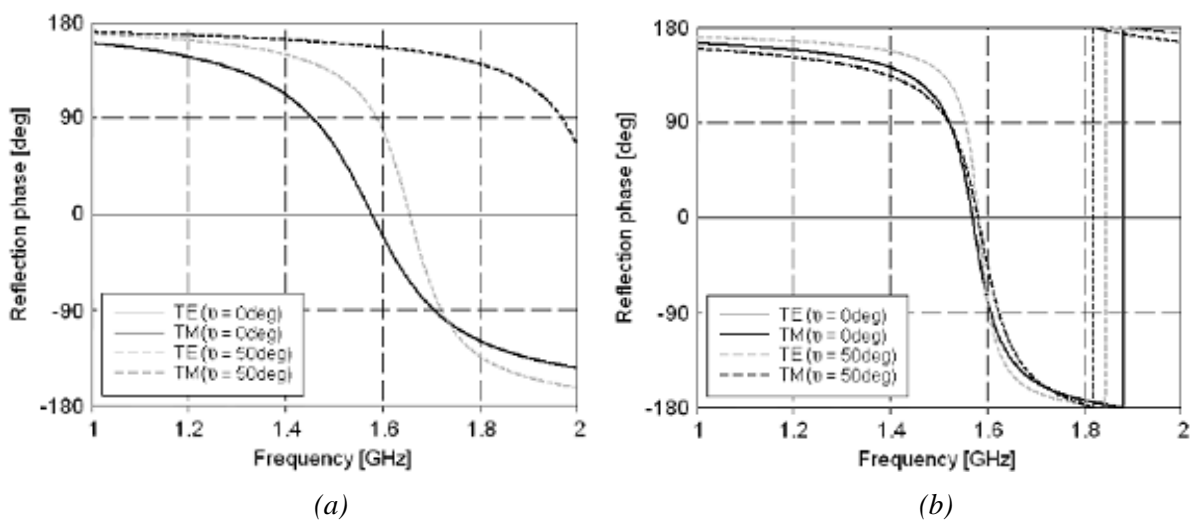 180
90
0
-90
-180
Reflection phase [deg]
TE (ʋ = 0deg)
TM (ʋ = 0deg)
TE (ʋ = 50deg)
TM (ʋ = 50deg)
1
1.2
1.4
1.6
1.8
2
Frequency [GHz]
(a)
180
90
0
-90
-180
Reflection phase [deg]
TE (ʋ = 0deg)
TM (ʋ = 0deg)
TE (ʋ = 50deg)
TM (ʋ = 50deg)
1
1.2
1.4
1.6
1.8
2
Frequency [GHz]
(b)